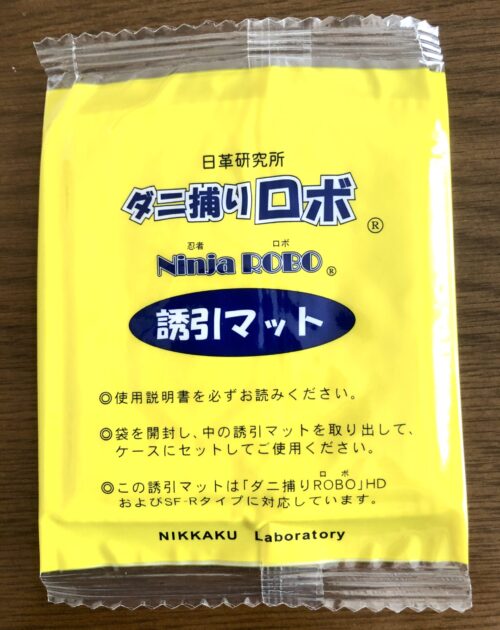 日革研究所
ダニ捕りロボ®
忍者 ロボ
Ninja ROBO®
誘引マット
◎使用説明書を必ずお読みください。
◎袋を開封し、中の誘引マットを取り出して、
ケースにセットしてご使用ください。
ロボ
◎この誘引マットは「ダニ捕りROBO」HD
およびSF-Rタイプに対応しています。
NIKKAKU Laboratory